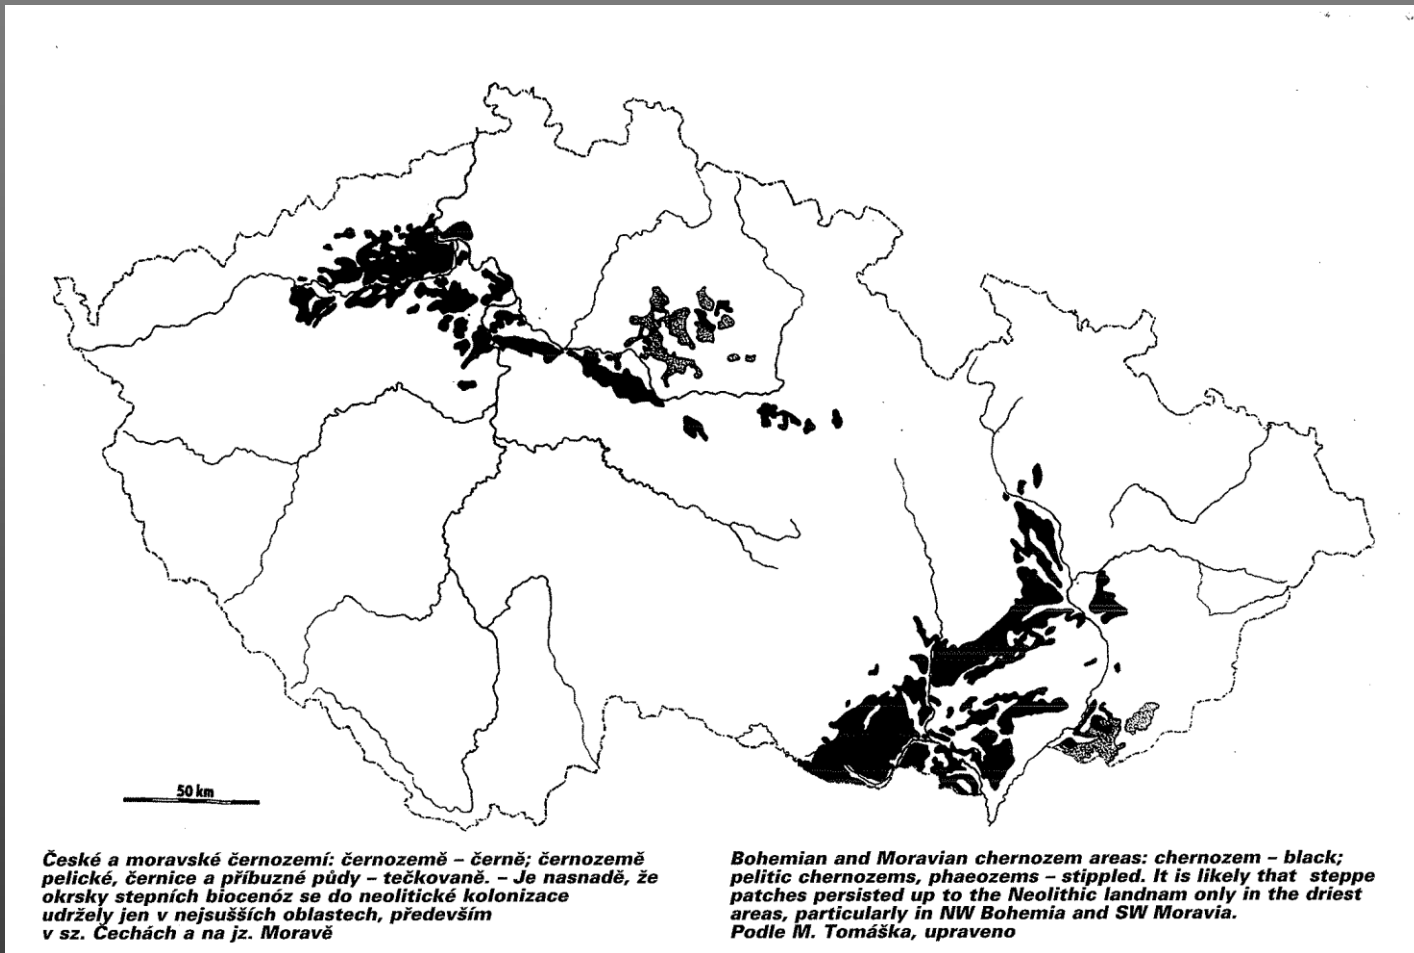 50 km
České a moravské černozemí: černozemě – černě; černozemě
pelické, černice a příbuzné půdy – tečkovaně. – Je nasnadě, že
okrsky stepních biocenóz se do neolitické kolonizace
udržely jen v nejsušších oblastech, především
v sz. Čechách a na jz. Moravě
Bohemian and Moravian chernozem areas: chernozem – black;
pelitic chernozems, phaeozems – stippled. It is likely that steppe
patches persisted up to the Neolithic landnam only in the driest
areas, particularly in NW Bohemia and SW Moravia.
Podle M. Tomáška, upraveno